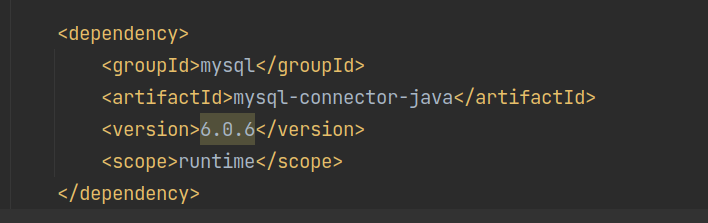 <dependency>
<groupId>mysql</groupId>
<artifactId>mysql-connector-java</artifactId>
<version>6.0.6</version>
<scope>runtime</scope>
</dependency>